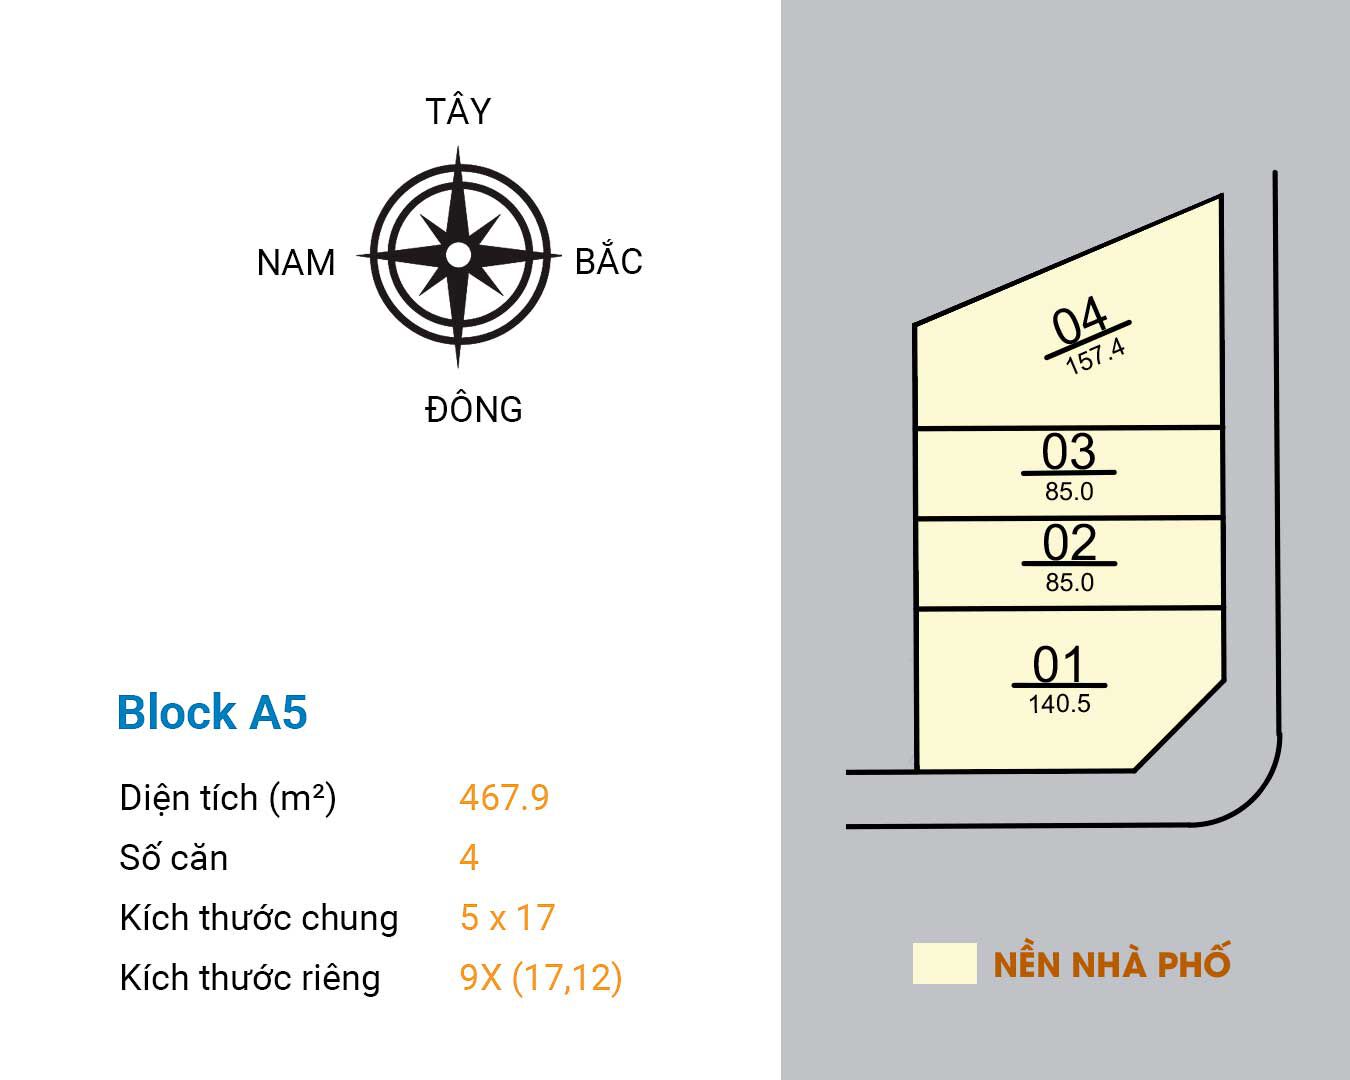 TÂY
NAM
BẮC
ĐÔNG
Block A5
Diện tích (m²) 467.9
Số căn 4
Kích thước chung 5 x 17
Kích thước riêng 9X (17,12)
04
157.4
03
85.0
02
85.0
01
140.5
NỀN NHÀ PHỐ